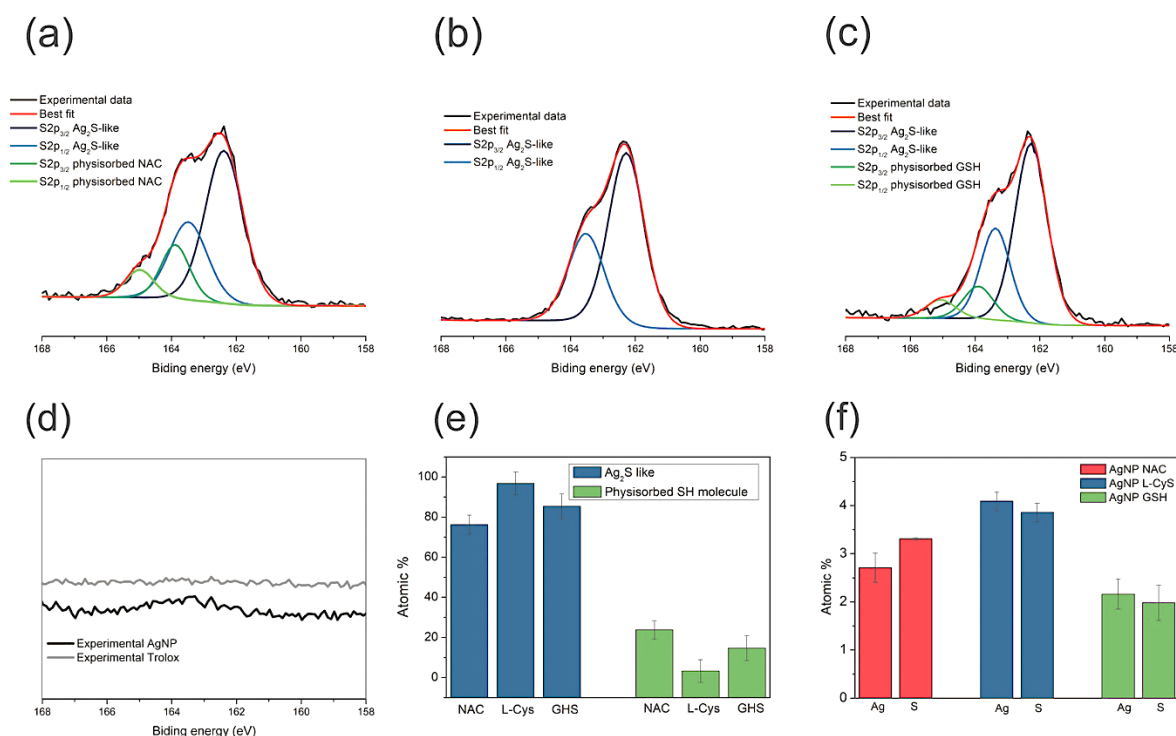 (a)
Experimental data
Best fit
S2p3/2 Ag2S-like
S2p1/2 Ag2S-like
S2p3/2 physisorbed NAC
S2p1/2 physisorbed NAC
168 166 164 162 160 158
Biding energy (eV)
(b)
Experimental data
Best fit
S2p3/2 Ag2S-like
S2p1/2 Ag2S-like
168 166 164 162 160 158
Biding energy (eV)
(c)
Experimental data
Best fit
S2p3/2 Ag2S-like
S2p1/2 Ag2S-like
S2p3/2 physisorbed GSH
S2p1/2 physisorbed GSH
168 166 164 162 160 158
Biding energy (eV)
(d)
Experimental AgNP
Experimental Trolox
168 166 164 162 160 158
Biding energy (eV)
(e)
Atomic %
100
80
60
40
20
0
Ag2S like
Physisorbed SH molecule
NAC L-Cys GHS NAC L-Cys GHS
(f)
Atomic %
5
4
3
2
1
0
AgNP NAC
AgNP L-CyS
AgNP GSH
Ag S Ag S Ag S